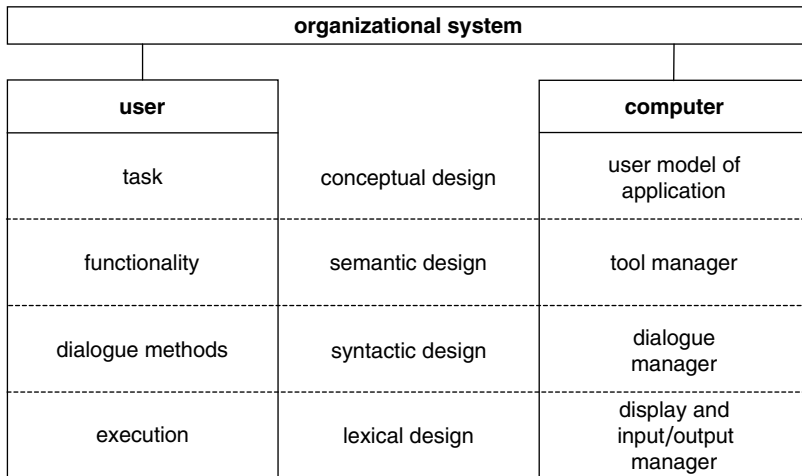 organizational system
user
computer
task
conceptual design
user model of
application
functionality
semantic design
tool manager
dialogue methods
syntactic design
dialogue
manager
execution
lexical design
display and
input/output
manager